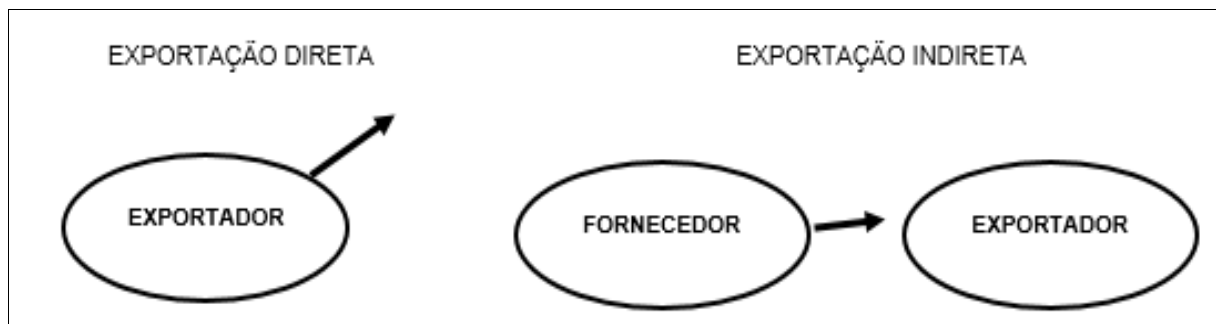 EXPORTAÇÃO DIRETA
EXPORTAÇÃO INDIRETA
EXPORTADOR
FORNECEDOR
EXPORTADOR